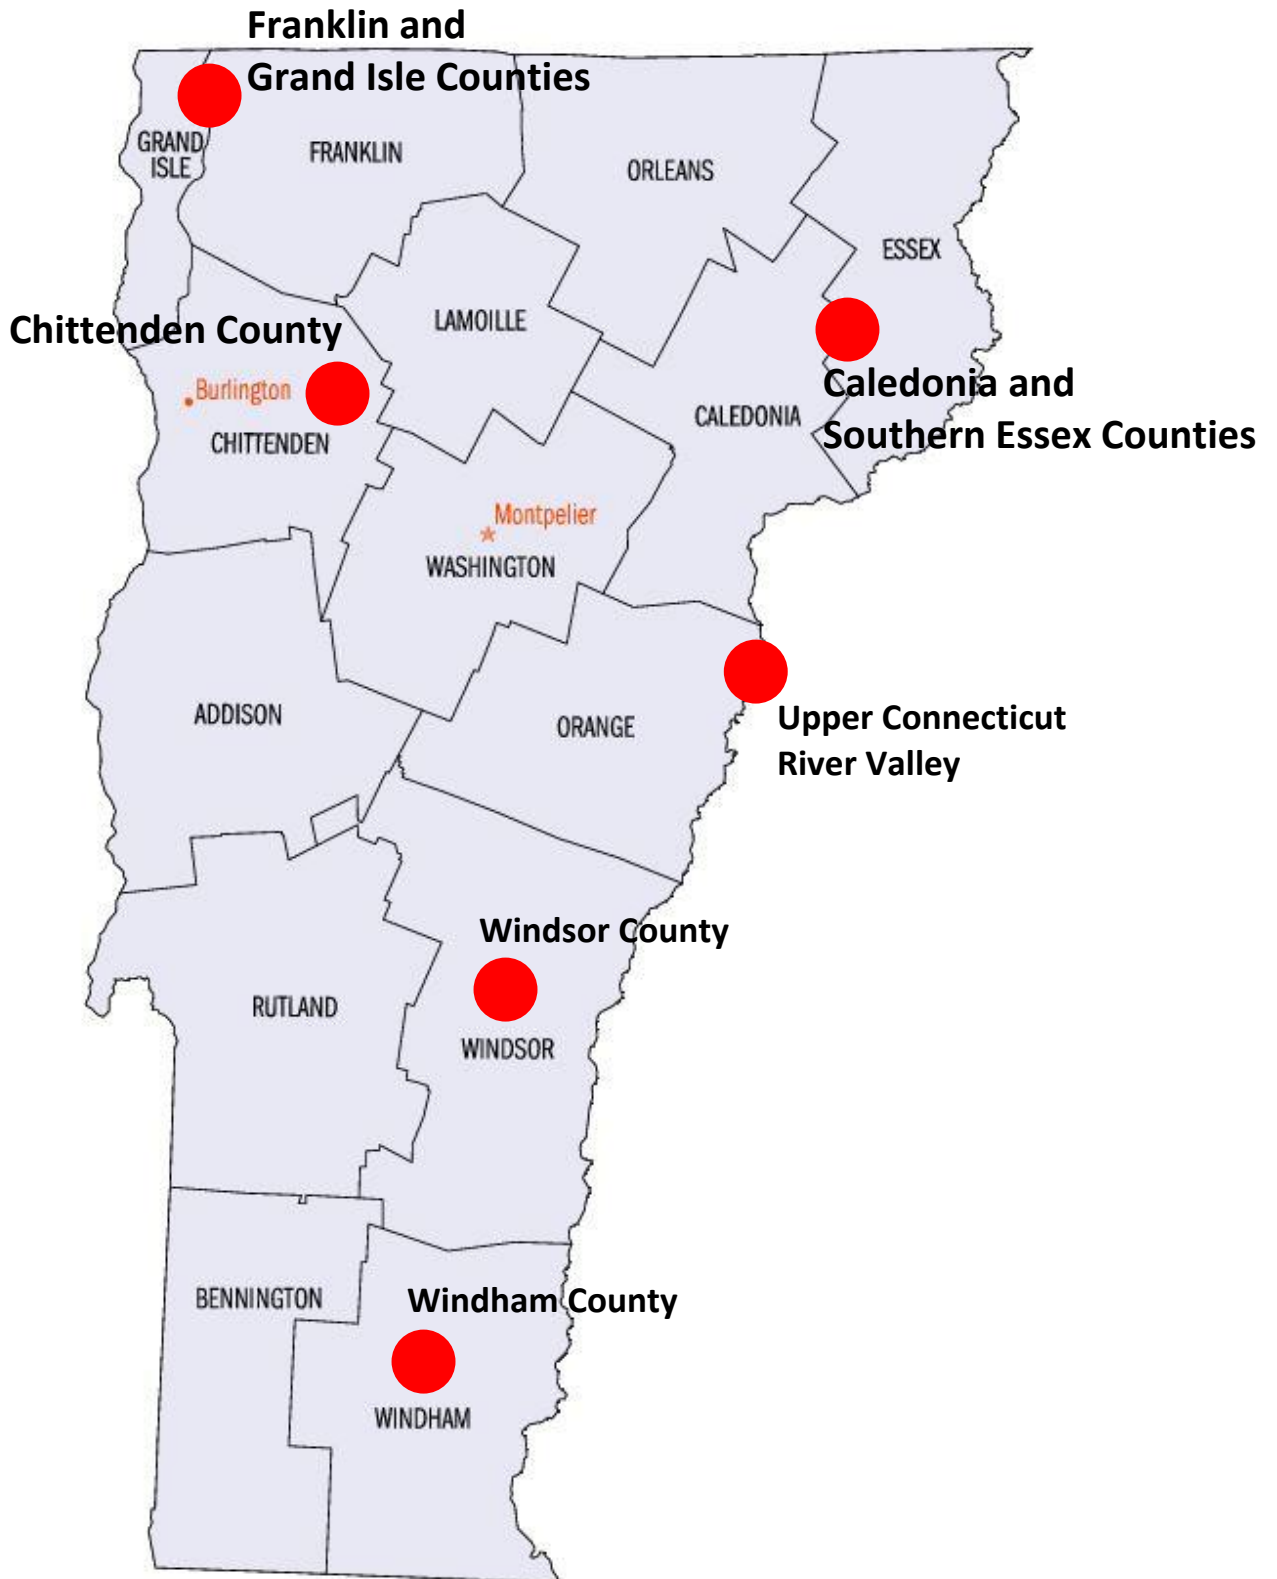 Franklin and
Grand Isle Counties
GRAND
ISLE
FRANKLIN
ORLEANS
ESSEX
Chittenden County
LAMOILLE
Burlington
CHITTENDEN
CALEDONIA
Caledonia and
Southern Essex Counties
Montpelier
WASHINGTON
ADDISON
ORANGE
Upper Connecticut
River Valley
Windsor County
RUTLAND
WINDSOR
BENNINGTON
Windham County
WINDHAM